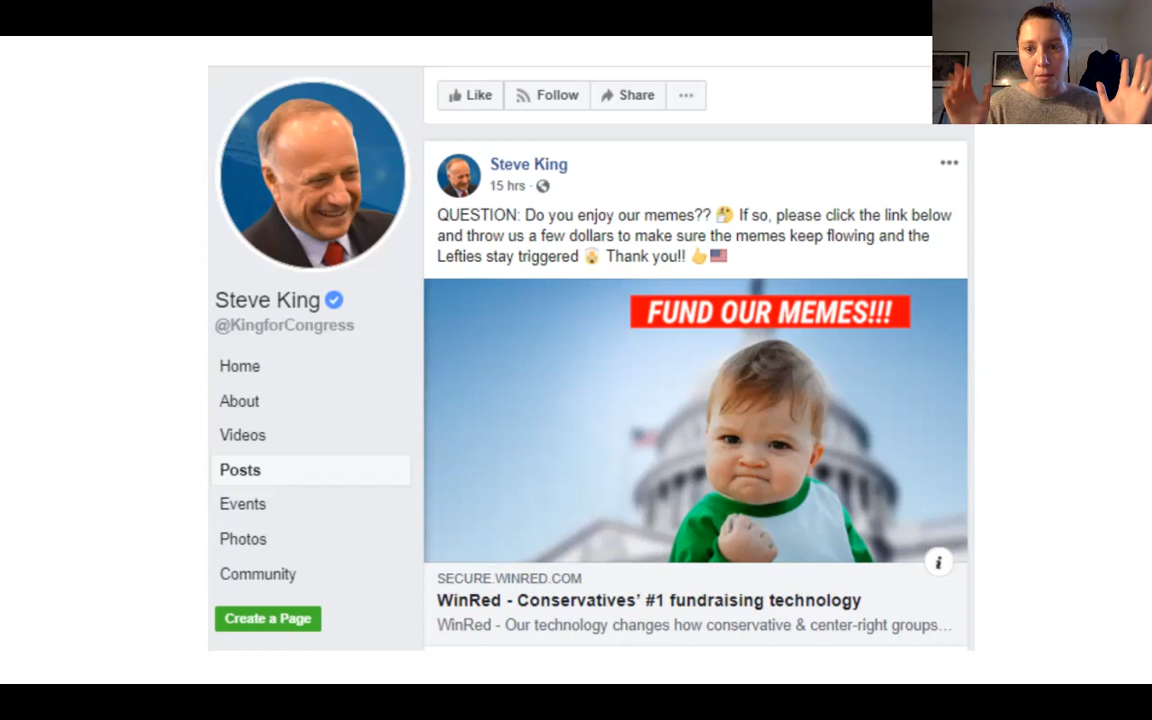 Like
Follow
Share
Steve King
15 hrs ·
QUESTION: Do you enjoy our memes?? 🤔 If so, please click the link below
and throw us a few dollars to make sure the memes keep flowing and the
Lefties stay triggered 🤯 Thank you!! 👍🇺🇸
Steve King
@KingforCongress
Home
About
Videos
Posts
Events
Photos
Community
Create a Page
FUND OUR MEMES!!!
i
SECURE.WINRED.COM
WinRed - Conservatives’ #1 fundraising technology
WinRed - Our technology changes how conservative & center-right groups...